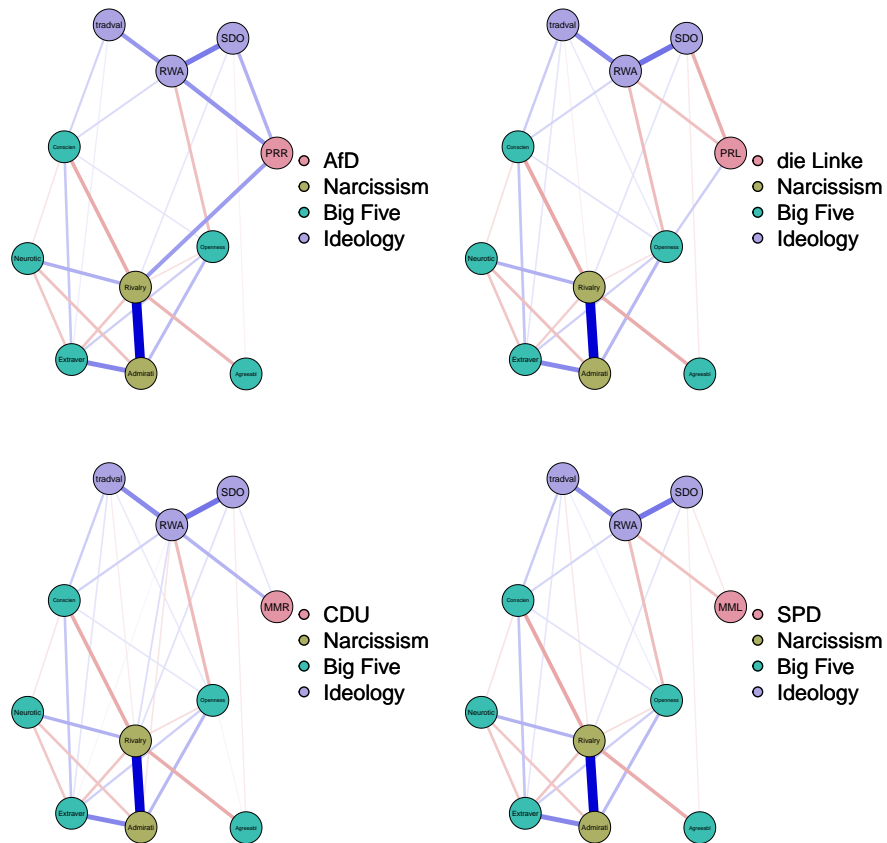 tradval
SDO
RWA
Conscien
PRR
Openness
Neurotic
Rivalry
Extraver
Admirati
Agreeabl
AfD
Narcissism
Big Five
Ideology
tradval
SDO
RWA
Conscien
PRL
Openness
Neurotic
Rivalry
Extraver
Admirati
Agreeabl
die Linke
Narcissism
Big Five
Ideology
tradval
SDO
RWA
Conscien
MMR
Openness
Neurotic
Rivalry
Extraver
Admirati
Agreeabl
CDU
Narcissism
Big Five
Ideology
tradval
SDO
RWA
Conscien
MML
Openness
Neurotic
Rivalry
Extraver
Admirati
Agreeabl
SPD
Narcissism
Big Five
Ideology